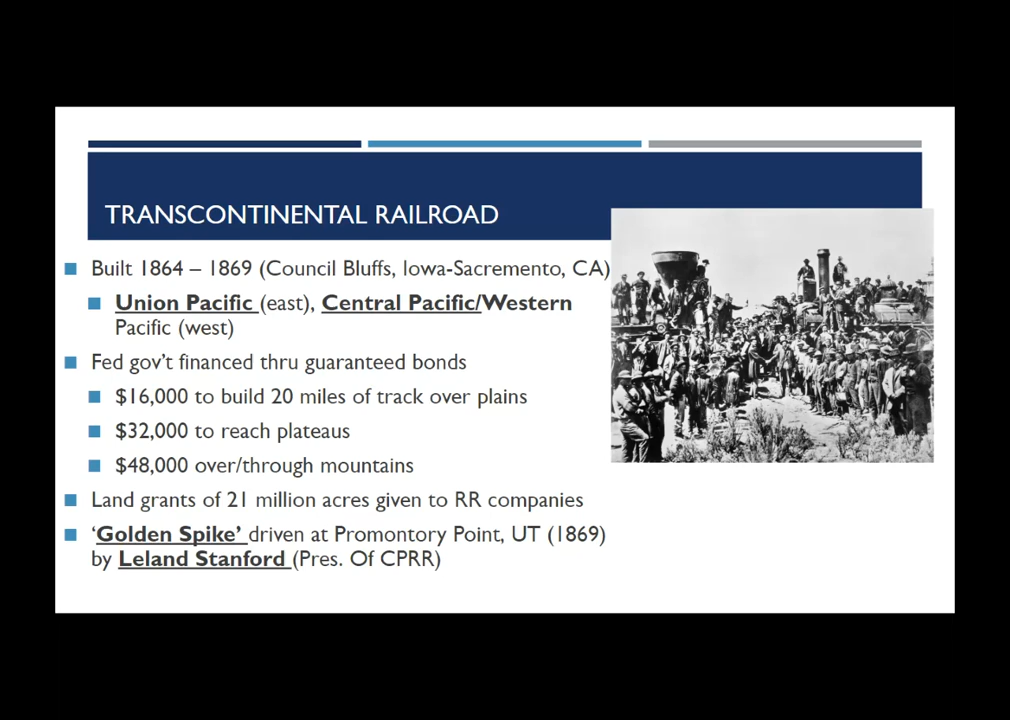 TRANSCONTINENTAL RAILROAD
Built 1864 – 1869 (Council Bluffs, Iowa-Sacremento, CA)
Union Pacific (east), Central Pacific/Western
Pacific (west)
Fed gov't financed thru guaranteed bonds
$16,000 to build 20 miles of track over plains
$32,000 to reach plateaus
$48,000 over/through mountains
Land grants of 21 million acres given to RR companies
‘Golden Spike’ driven at Promontory Point, UT (1869)
by Leland Stanford (Pres. Of CPRR)